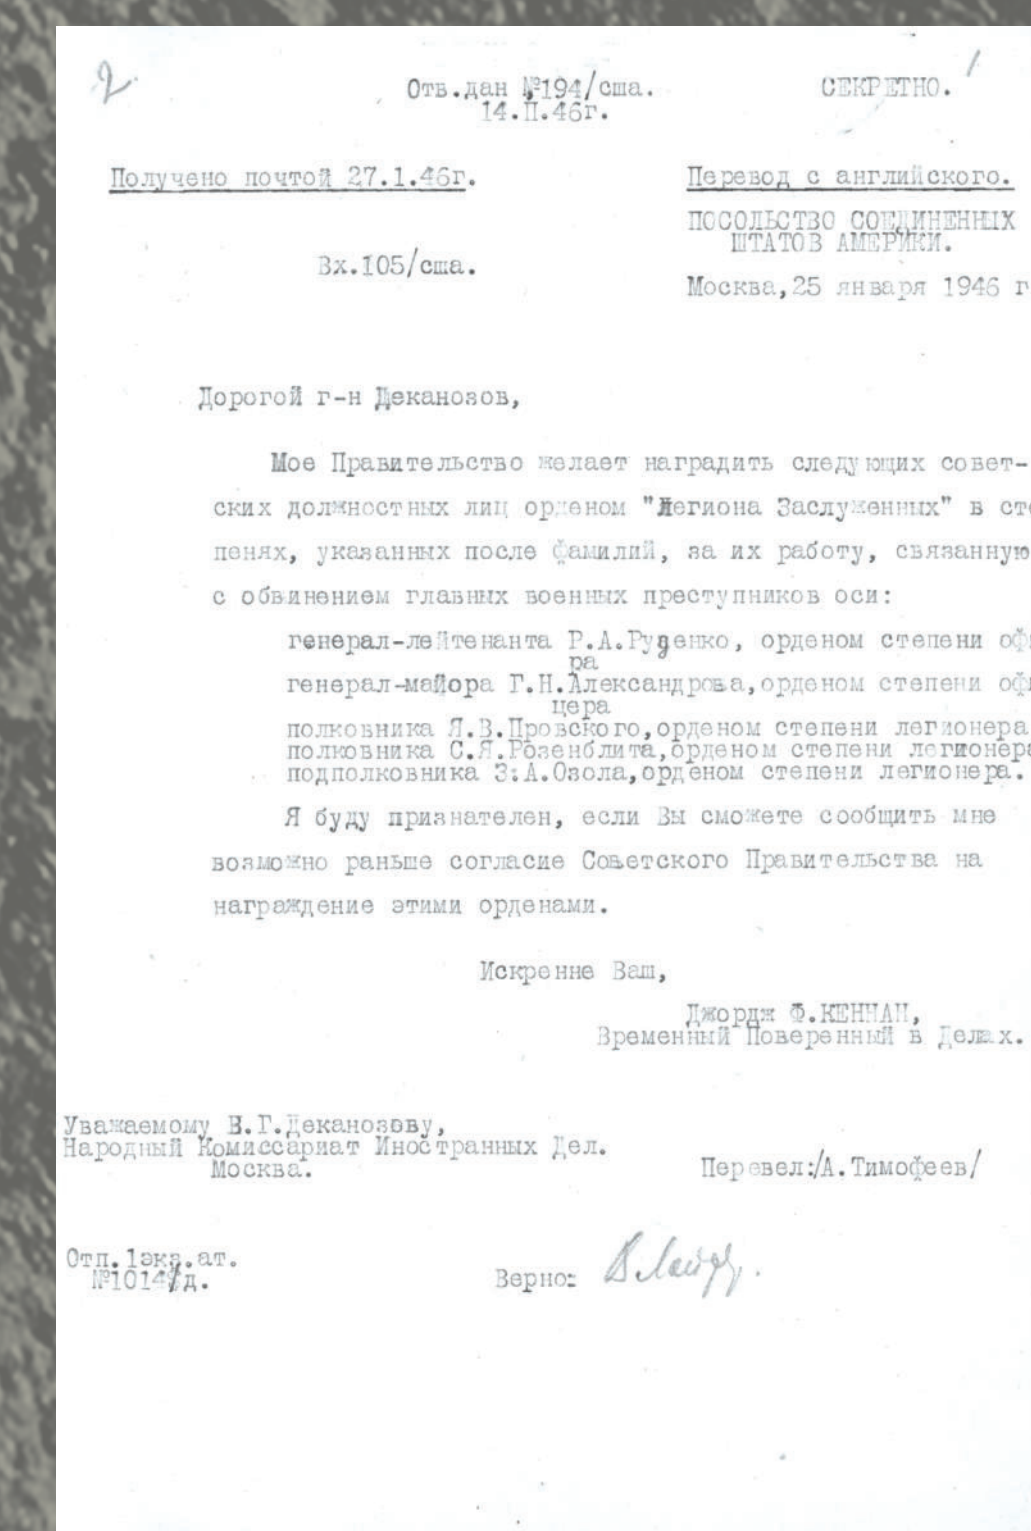 2.
Отв.дан №194/сша.
14.II.46г.
СЕКРЕТНО.
1
Получено почтой 27.1.46г.
Вх.105/сша.
Перевод с английского.
ПОСОЛЬСТВО СОЕДИНЕННЫХ
ШТАТОВ АМЕРИКИ.
Москва,25 января 1946 г
Дорогой г-н Деканозов,
Мое Правительство желает наградить следующих совет-
ских должностных лиц орденом "Легиона Заслуженных" в сте
пенях, указанных после фамилий, за их работу, связанную
с обвинением главных военных преступников оси:
генерал-лейтенанта Р.А.Руденко, орденом степени офи
ра
генерал-майора Г.Н.Александрова,орденом степени офи
цера
полковника Я.В.Провского,орденом степени легионера
полковника С.Я.Розенблита,орденом степени легионера
подполковника З.А.Озола,орденом степени легионера.
Я буду признателен, если Вы сможете сообщить мне
возможно раньше согласие Советского Правительства на
награждение этими орденами.
Искренне Ваш,
Джордж Ф.КЕННАН,
Временный Поверенный в Делах.
Уважаемому В.Г.Деканозову,
Народный Комиссариат Иностранных Дел.
Москва.
Перевел:/А.Тимофеев/
Отп.1экз.ат.
№1014/д.
Верно: